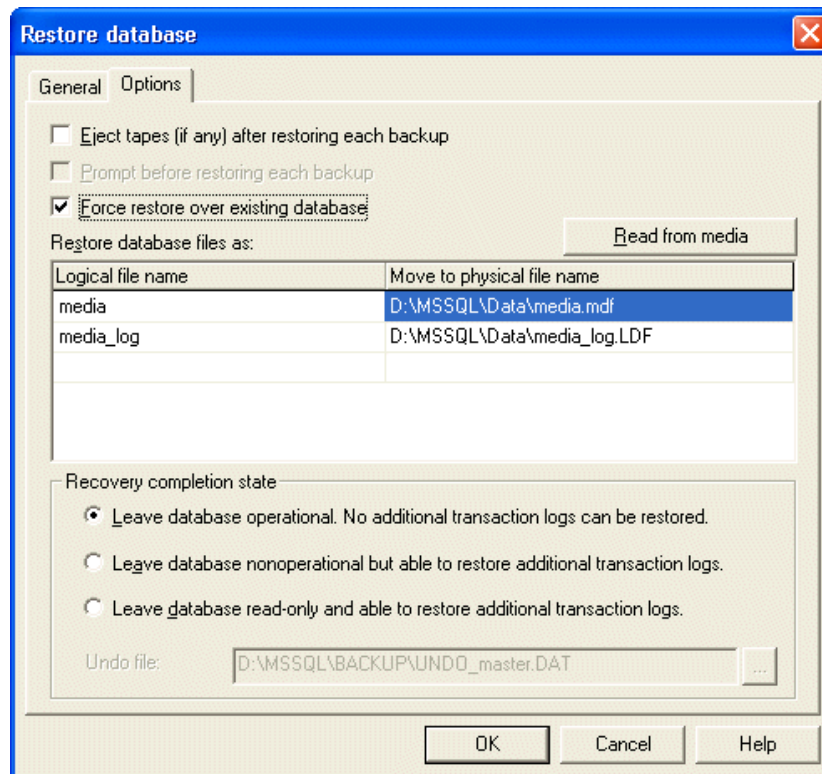 Restore database
General Options
Eject tapes (if any) after restoring each backup
Prompt before restoring each backup
Force restore over existing database
Restore database files as:
Read from media
Logical file name Move to physical file name
media D:\MSSQL\Data\media.mdf
media_log D:\MSSQL\Data\media_log.LDF
Recovery completion state
Leave database operational. No additional transaction logs can be restored.
Leave database nonoperational but able to restore additional transaction logs.
Leave database read-only and able to restore additional transaction logs.
Undo file: D:\MSSQL\BACKUP\UNDO_master.DAT ...
OK Cancel Help